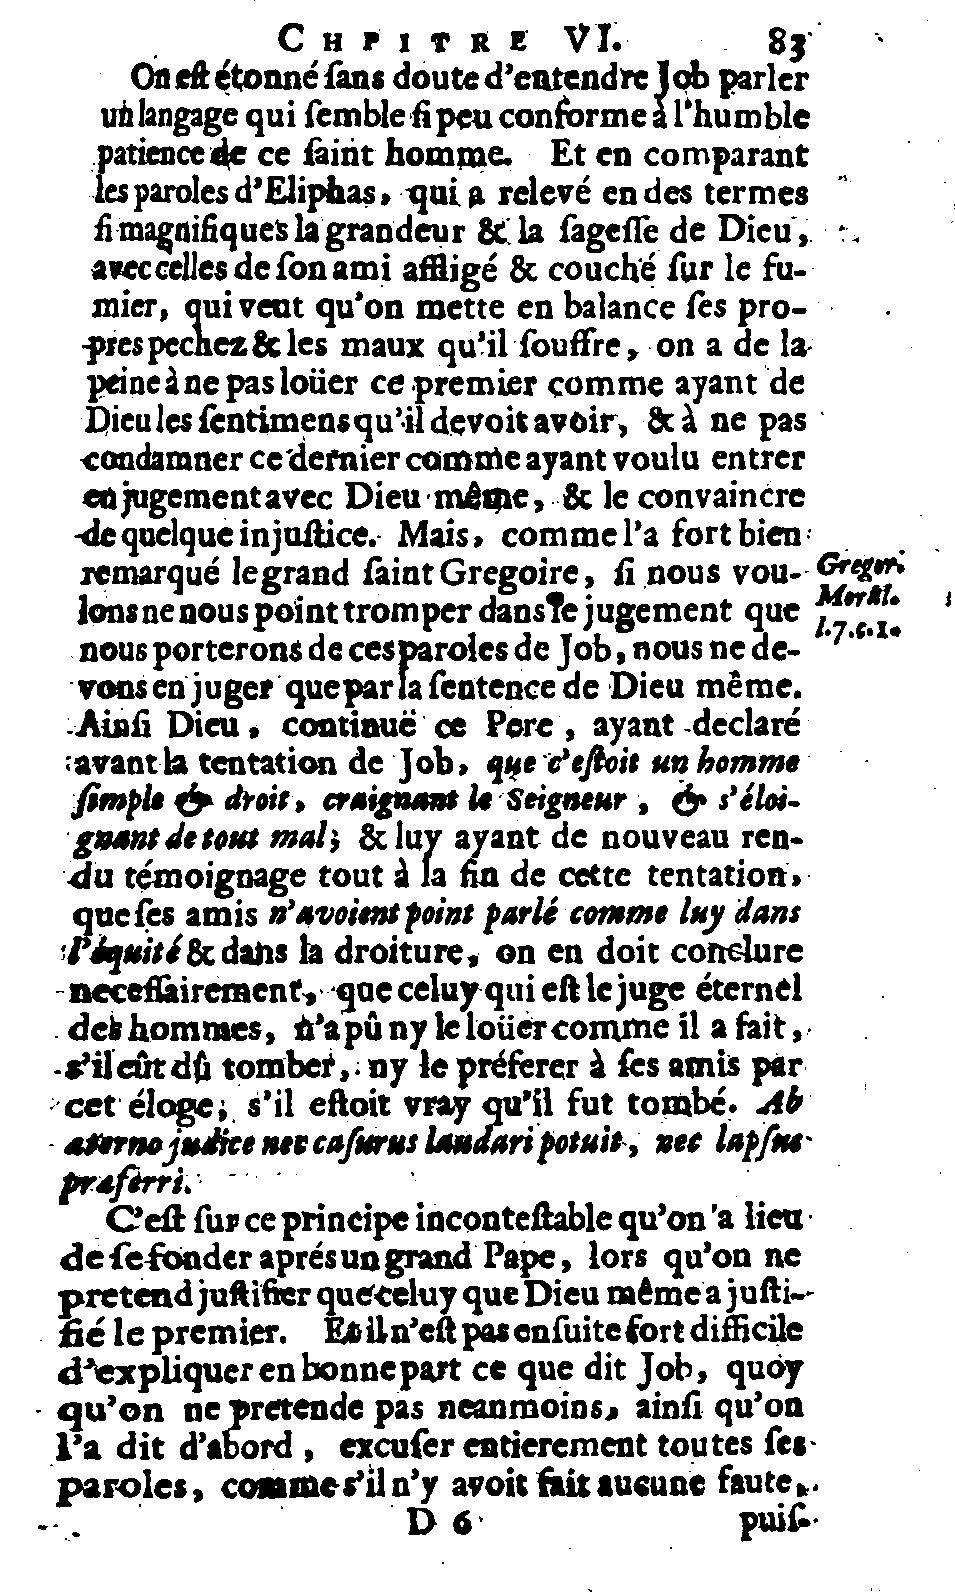 CHPITRE VI. 83
On est étonné ſans doute d'entendre Job parler
un langage qui ſemble ſi peu conforme à l'humble
patience de ce ſaint homme. Et en comparant
les paroles d'Eliphas, qui a relevé en des termes
ſi magnifiques la grandeur & la ſageſſe de Dieu,
avec celles de ſon ami affligé & couché ſur le fu-
mier, qui veut qu'on mette en balance ſes pro-
pres pechez & les maux qu'il ſouffre, on a de la
peine à ne pas loüer ce premier comme ayant de
Dieu les ſentimens qu'il devoit avoir, & à ne pas
condamner ce dernier comme ayant voulu entrer
en jugement avec Dieu même, & le convaincre
de quelque injuſtice. Mais, comme l'a fort bien
remarqué le grand ſaint Gregoire, ſi nous vou-
lons ne nous point tromper dans le jugement que
nous porterons de ces paroles de Job, nous ne de-
vons en juger que par la ſentence de Dieu même.
Ainſi Dieu, continuë ce Pere, ayant declaré
avant la tentation de Job, que c'eſtoit un homme
ſimple & droit, craignant le Seigneur, & s'éloi-
gnant de tout mal; & luy ayant de nouveau ren-
du témoignage tout à la fin de cette tentation,
que ſes amis n'avoient point parlé comme luy dans
l'équité & dans la droiture, on en doit conclure
neceſſairement, que celuy qui eſt le juge éternel
des hommes, n'a pû ny le loüer comme il a fait,
s'il eût dû tomber, ny le préferer à ſes amis par
cet éloge, s'il eſtoit vray qu'il fut tombé. Ab
æterno judice nec caſurus laudari potuit, nec lapſus
præferri.
C'eſt ſur ce principe inconteſtable qu'on a lieu
de ſe fonder aprés un grand Pape, lors qu'on ne
pretend juſtifier que celuy que Dieu même a juſti-
fié le premier. Et il n'eſt pas enſuite fort difficile
d'expliquer en bonne part ce que dit Job, quoy
qu'on ne pretende pas neanmoins, ainſi qu'on
l'a dit d'abord, excuſer entierement toutes ſes
paroles, comme s'il n'y avoit fait aucune faute,
D 6 puiſ-
Gregor.
Moral.
l. 7. c. 1.